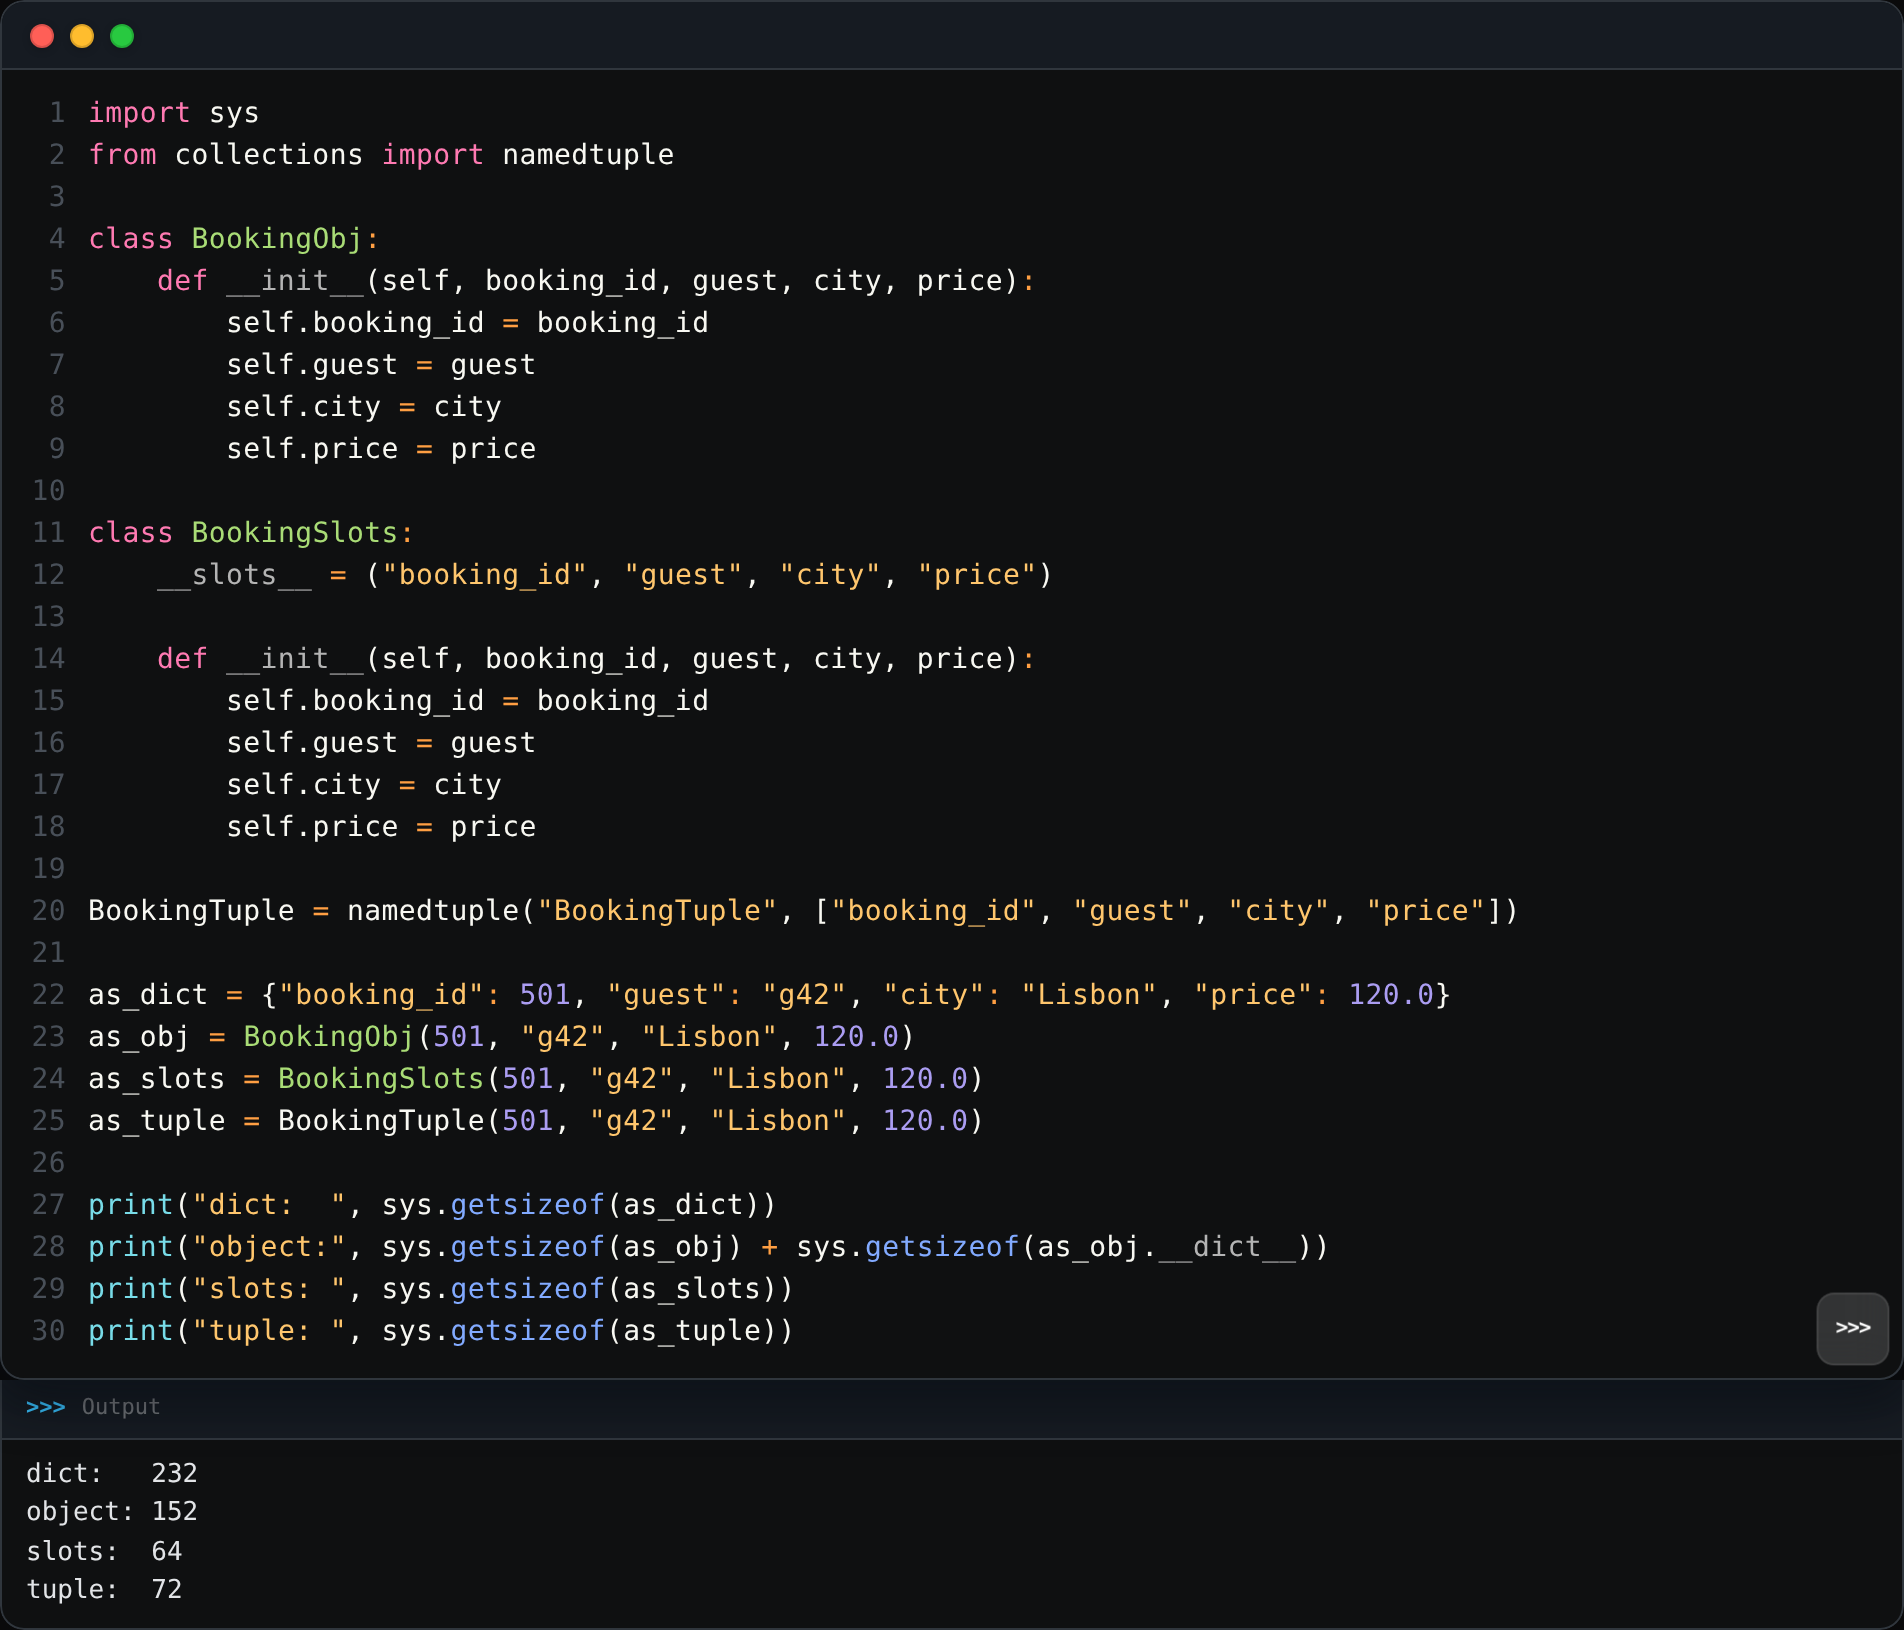 1 import sys
2 from collections import namedtuple
3
4 class BookingObj:
5     def __init__(self, booking_id, guest, city, price):
6         self.booking_id = booking_id
7         self.guest = guest
8         self.city = city
9         self.price = price
10
11 class BookingSlots:
12     __slots__ = ("booking_id", "guest", "city", "price")
13
14     def __init__(self, booking_id, guest, city, price):
15         self.booking_id = booking_id
16         self.guest = guest
17         self.city = city
18         self.price = price
19
20 BookingTuple = namedtuple("BookingTuple", ["booking_id", "guest", "city", "price"])
21
22 as_dict = {"booking_id": 501, "guest": "g42", "city": "Lisbon", "price": 120.0}
23 as_obj = BookingObj(501, "g42", "Lisbon", 120.0)
24 as_slots = BookingSlots(501, "g42", "Lisbon", 120.0)
25 as_tuple = BookingTuple(501, "g42", "Lisbon", 120.0)
26
27 print("dict:  ", sys.getsizeof(as_dict))
28 print("object:", sys.getsizeof(as_obj) + sys.getsizeof(as_obj.__dict__))
29 print("slots: ", sys.getsizeof(as_slots))
30 print("tuple: ", sys.getsizeof(as_tuple))
>>>
>>> Output
dict:   232
object: 152
slots:  64
tuple:  72